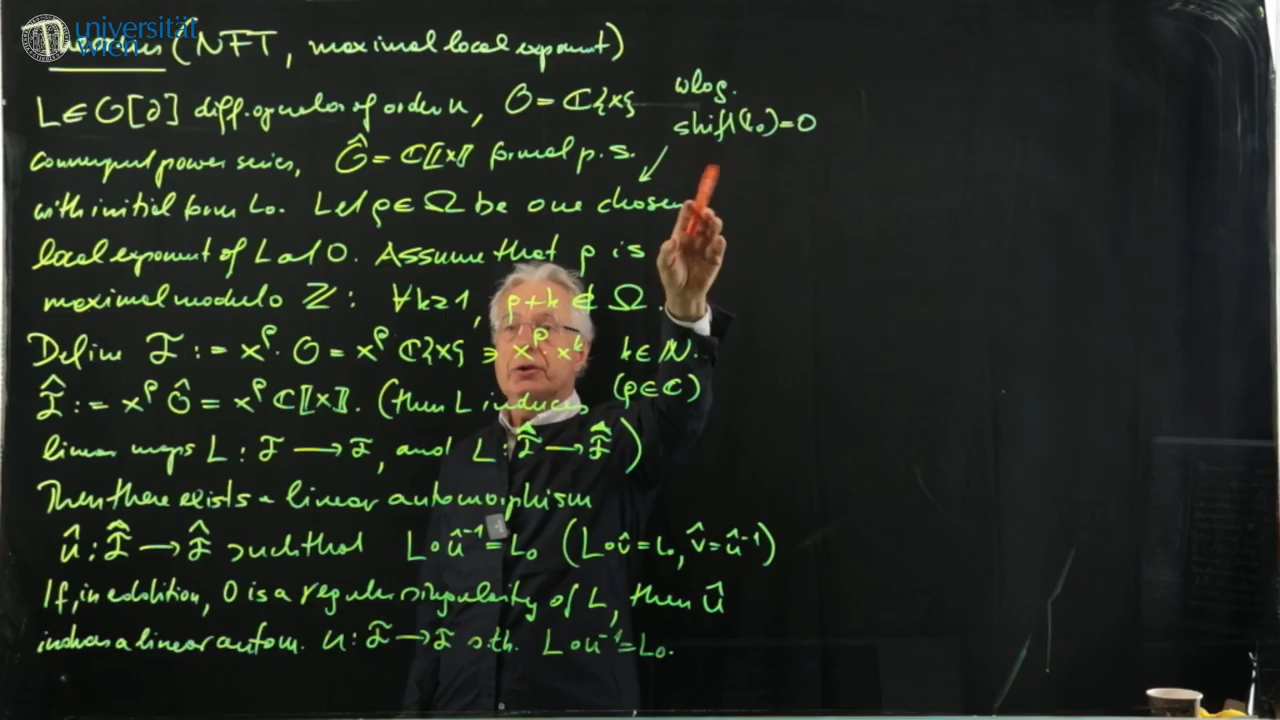 universität
wien
Theorem (NFT, maximal local exponent)
L ∈ O[∂] diff. operator of order n, O = ℂ{x}
wlog.
shift(L₀) = 0
convergent power series, Ô = ℂ[[x]] formal p.s.
with initial form L₀. Let ρ ∈ Ω be one chosen
local exponent of L at 0. Assume that ρ is
maximal modulo ℤ: ∀k≥1, ρ+k ∉ Ω.
Define ℱ := x^ρ · O = x^ρ ℂ{x} ∋ x^ρ · x^k k ∈ ℕ.
ℱ̂ := x^ρ Ô = x^ρ ℂ[[x]]. (then L induces (ρ ∈ ℂ)
linear maps L : ℱ → ℱ, and L : ℱ̂ → ℱ̂ )
Then there exists a linear automorphism
û : ℱ̂ → ℱ̂ such that L ∘ û⁻¹ = L₀ (L ∘ v̂ = L₀, v̂ = û⁻¹)
If, in addition, 0 is a regular singularity of L, then û
induces a linear autom. u : ℱ → ℱ s.th. L ∘ u⁻¹ = L₀.